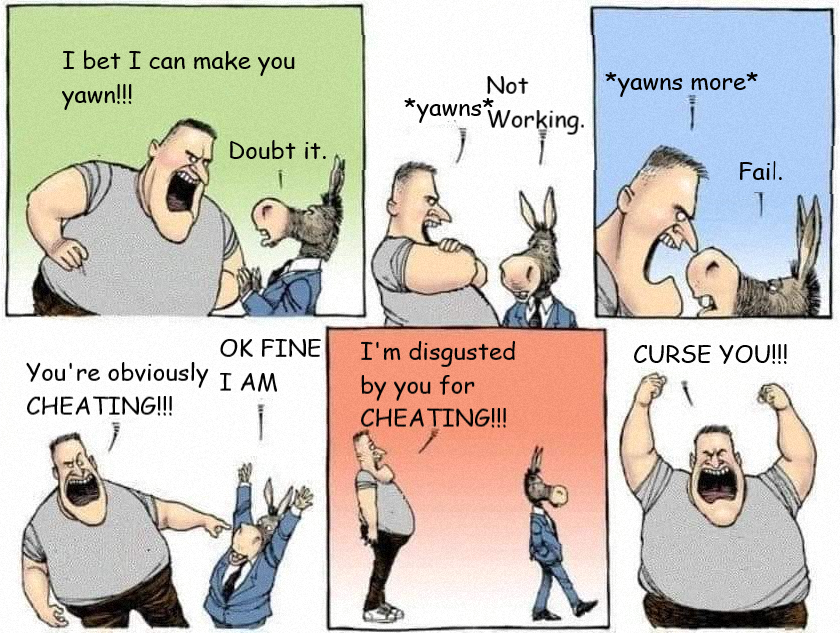 I bet I can make you
yawn!!!
Doubt it.
*yawns*
Not
Working.
*yawns more*
Fail.
You're obviously
CHEATING!!!
OK FINE
I AM
I'm disgusted
by you for
CHEATING!!!
CURSE YOU!!!